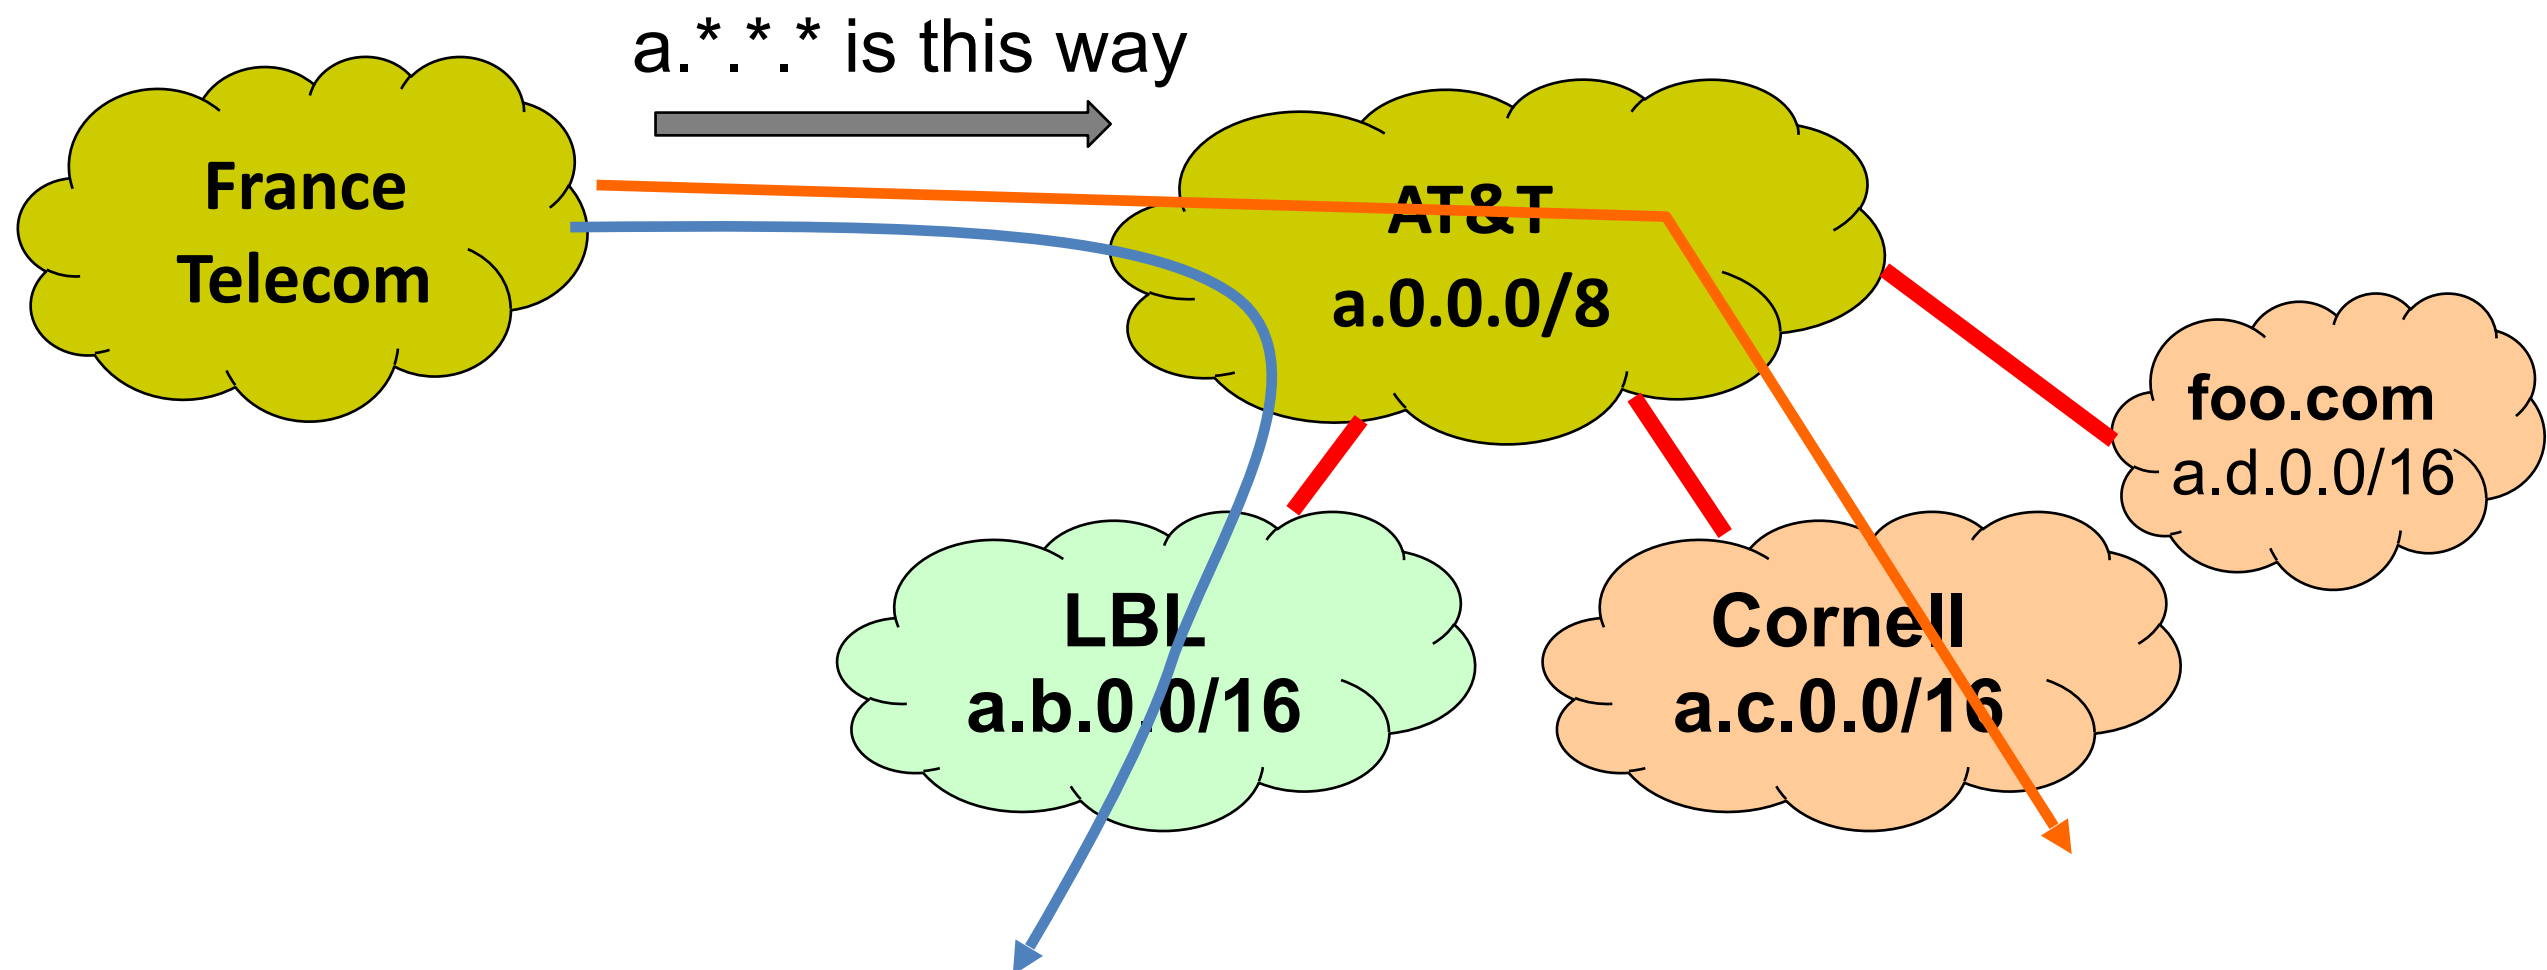 a.*.*.* is this way
France
Telecom
AT&T
a.0.0.0/8
foo.com
a.d.0.0/16
LBL
a.b.0.0/16
Cornell
a.c.0.0/16